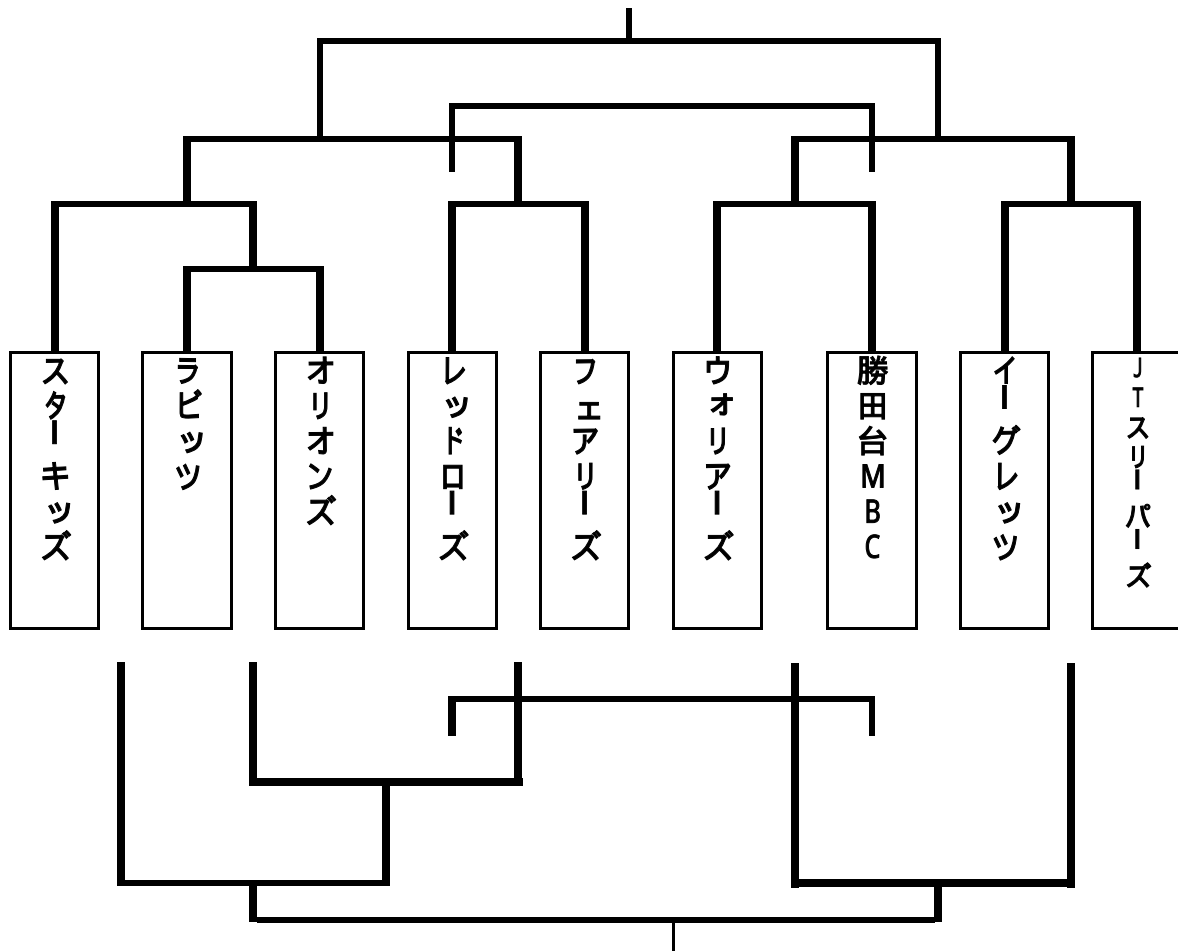 スターキッズ
ラビッツ
オリオンズ
レッドローズ
フェアリーズ
ウォリアーズ
勝田台MBC
イーグレッツ
JTスリーパーズ